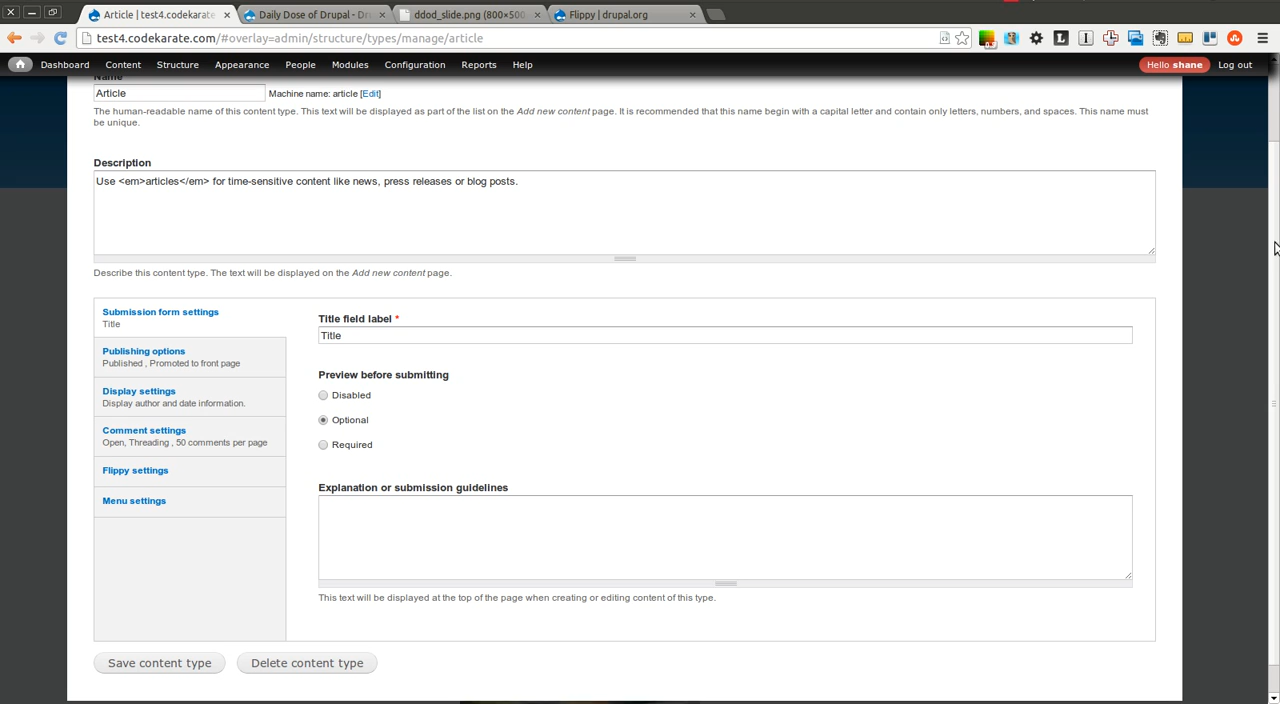 Article | test4.codekarate
Daily Dose of Drupal - Dr
ddod_slide.png (800×500
Flippy | drupal.org
test4.codekarate.com/#overlay=admin/structure/types/manage/article
Dashboard Content Structure Appearance People Modules Configuration Reports Help Hello shane Log out
Name
Article Machine name: article [Edit]
The human-readable name of this content type. This text will be displayed as part of the list on the Add new content page. It is recommended that this name begin with a capital letter and contain only letters, numbers, and spaces. This name must
be unique.
Description
Use <em>articles</em> for time-sensitive content like news, press releases or blog posts.
Describe this content type. The text will be displayed on the Add new content page.
Submission form settings
Title
Publishing options
Published , Promoted to front page
Display settings
Display author and date information.
Comment settings
Open, Threading , 50 comments per page
Flippy settings
Menu settings
Title field label *
Title
Preview before submitting
Disabled
Optional
Required
Explanation or submission guidelines
This text will be displayed at the top of the page when creating or editing content of this type.
Save content type Delete content type